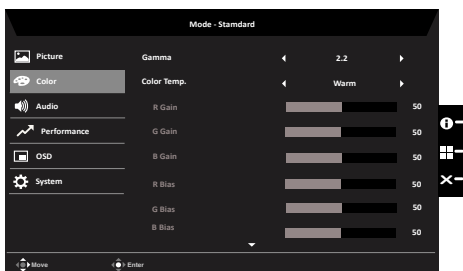 Mode - Stamdard
Picture
Gamma 2.2
Color
Color Temp. Warm
Audio
R Gain 50
Performance
G Gain 50
OSD
B Gain 50
System
R Bias 50
G Bias 50
B Bias 50
Move Enter